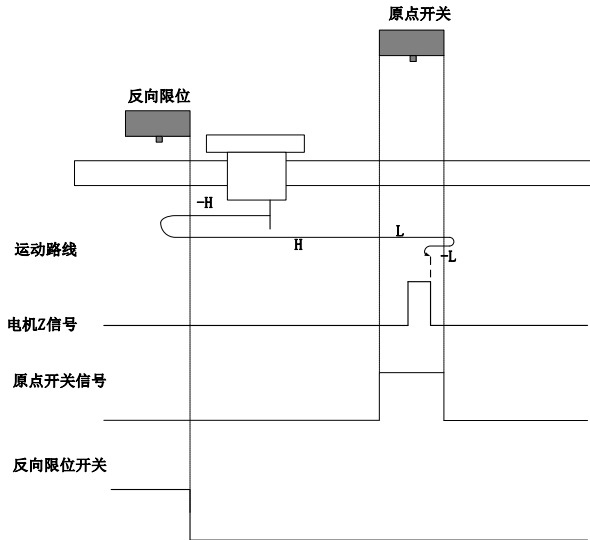 原点开关
反向限位
-H
H
L
-L
运动路线
电机Z信号
原点开关信号
反向限位开关